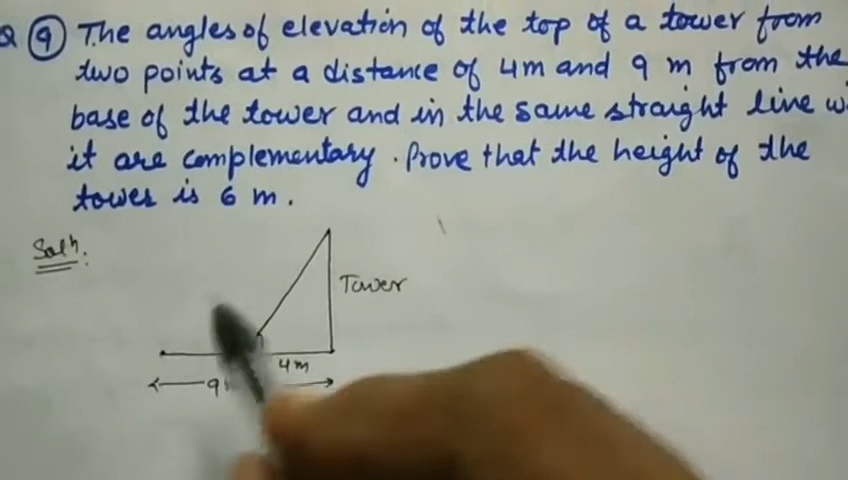 Q 9 The angles of elevation of the top of a tower from
two points at a distance of 4m and 9 m from the
base of the tower and in the same straight line
it are complementary . Prove that the height of the
tower is 6 m .
Solⁿ.
Tower
4m
9